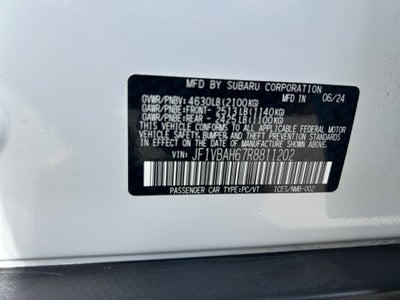 MFD BY SUBARU CORPORATION
GVWR/PNBV: 4630LB(2100KG) 06/24
GAWR/PNBE:FRONT- 2513LB(1140KG)
GAWR/PNBE:REAR - 2425LB(1100KG)
THIS VEHICLE CONFORMS TO ALL APPLICABLE FEDERAL MOTOR
VEHICLE SAFETY, BUMPER, AND THEFT PREVENTION STANDARDS
IN EFFECT ON THE DATE OF MANUFACTURE SHOWN ABOVE.
VIN: JF1VBAH67R8811202
PASSENGER CAR TYPE:PC/VT ICES/NMB-002